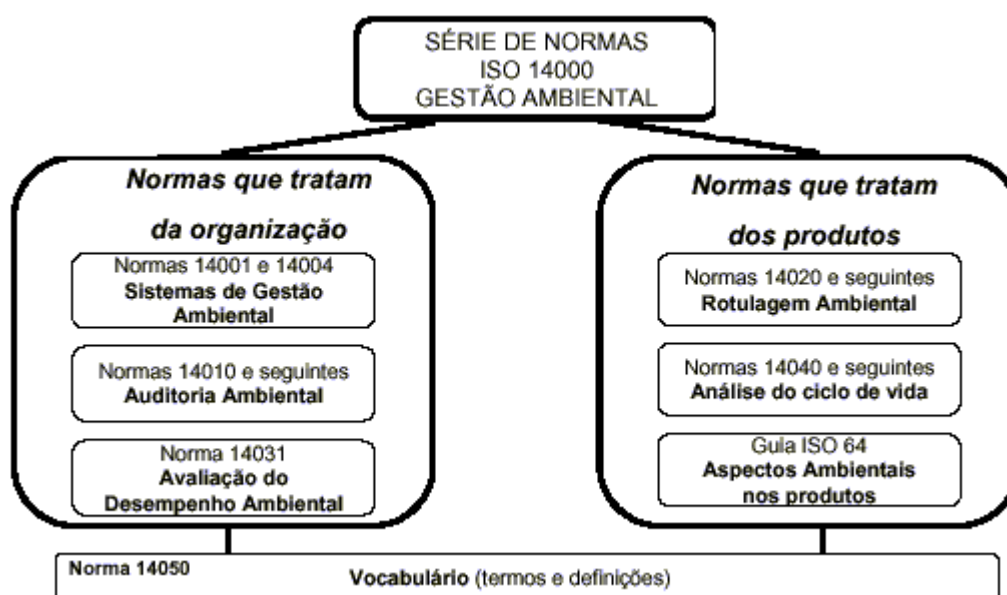 SÉRIE DE NORMAS
ISO 14000
GESTÃO AMBIENTAL
Normas que tratam
da organização
Normas 14001 e 14004
Sistemas de Gestão
Ambiental
Normas 14010 e seguintes
Auditoria Ambiental
Norma 14031
Avaliação do
Desempenho Ambiental
Normas que tratam
dos produtos
Normas 14020 e seguintes
Rotulagem Ambiental
Normas 14040 e seguintes
Análise do ciclo de vida
Guia ISO 64
Aspectos Ambientais
nos produtos
Norma 14050
Vocabulário (termos e definições)